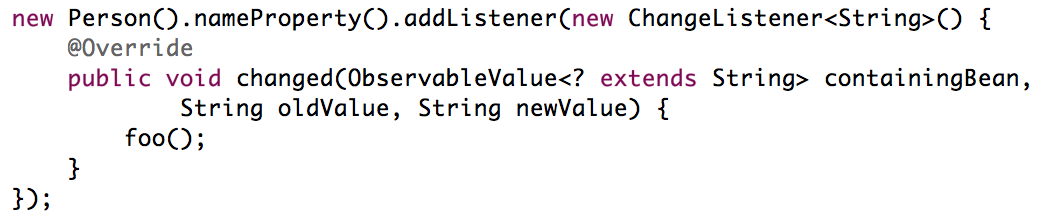 new Person().nameProperty().addListener(new ChangeListener<String>() {
    @Override
    public void changed(ObservableValue<? extends String> containingBean,
            String oldValue, String newValue) {
        foo();
    }
});